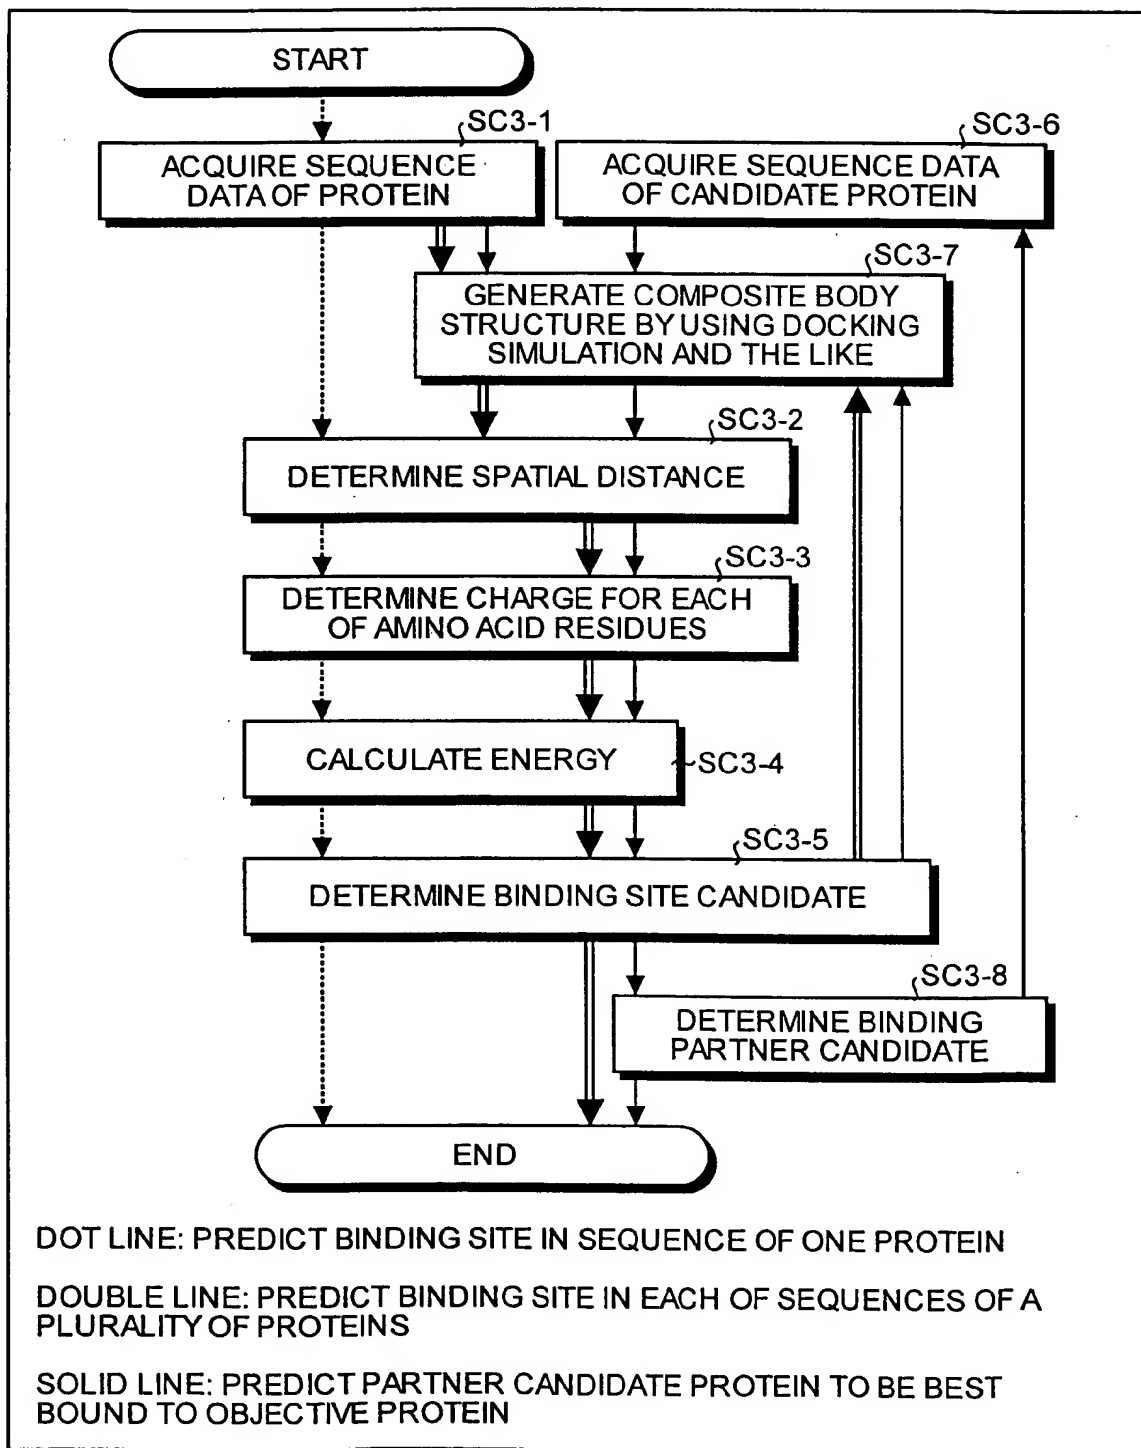 START
SC3-1
SC3-6
ACQUIRE SEQUENCE
DATA OF PROTEIN
ACQUIRE SEQUENCE DATA
OF CANDIDATE PROTEIN
SC3-7
GENERATE COMPOSITE BODY
STRUCTURE BY USING DOCKING
SIMULATION AND THE LIKE
SC3-2
DETERMINE SPATIAL DISTANCE
SC3-3
DETERMINE CHARGE FOR EACH
OF AMINO ACID RESIDUES
CALCULATE ENERGY
SC3-4
SC3-5
DETERMINE BINDING SITE CANDIDATE
SC3-8
DETERMINE BINDING
PARTNER CANDIDATE
END
DOT LINE: PREDICT BINDING SITE IN SEQUENCE OF ONE PROTEIN
DOUBLE LINE: PREDICT BINDING SITE IN EACH OF SEQUENCES OF A
PLURALITY OF PROTEINS
SOLID LINE: PREDICT PARTNER CANDIDATE PROTEIN TO BE BEST
BOUND TO OBJECTIVE PROTEIN